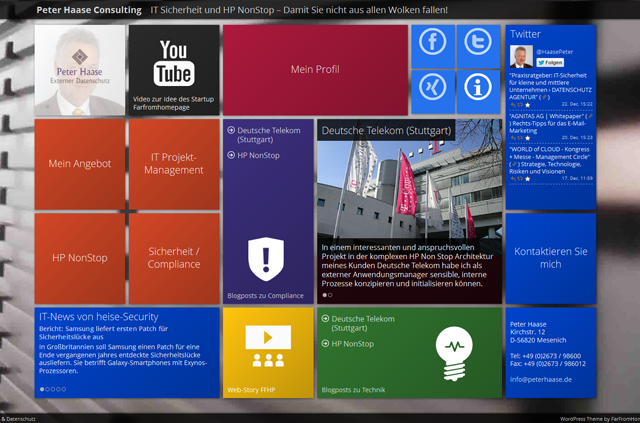 Peter Haase Consulting IT Sicherheit und HP NonStop – Damit Sie nicht aus allen Wolken fallen!
Peter Haase
Externer Datenschutz
You
Tube
Video zur Idee des Startup
Farfromhomepage
Mein Profil
Twitter
@HaasePeter
Folgen
"Praxisratgeber: IT-Sicherheit
für kleine und mittlere
Unternehmen › DATENSCHUTZ
AGENTUR" ( )
22. Dec, 15:22
"AGNITAS AG | Whitepaper" (
) Rechts-Tipps für das E-Mail-
Marketing
20. Dec, 15:23
"WORLD of CLOUD - Kongress
+ Messe - Management Circle"
( ) Strategie, Technologie,
Risiken und Visionen
17. Dec, 11:59
Mein Angebot
IT Projekt-
Management
Deutsche Telekom
(Stuttgart)
HP NonStop
Blogposts zu Compliance
Deutsche Telekom (Stuttgart)
In einem interessanten und anspruchsvollen
Projekt in der komplexen HP Non Stop Architektur
meines Kunden Deutsche Telekom habe ich als
externer Anwendungsmanager sensible, interne
Prozesse konzipieren und initialisieren können.
HP NonStop
Sicherheit /
Compliance
Kontaktieren Sie
mich
IT-News von heise-Security
Bericht: Samsung liefert ersten Patch für
Sicherheitslücke aus
In Großbritannien soll Samsung einen Patch für eine
Ende vergangenen Jahres entdeckte Sicherheitslücke
ausliefern. Sie betrifft Galaxy-Smartphones mit Exynos-
Prozessoren.
Web-Story FFHP
Deutsche Telekom
(Stuttgart)
HP NonStop
Blogposts zu Technik
Peter Haase
Kirchstr. 12
D-56820 Mesenich
Tel: +49 (0)2673 / 98600
Fax: +49 (0)2673 / 986012
info@peterhaase.de
& Datenschutz
WordPress Theme by FarFromHom